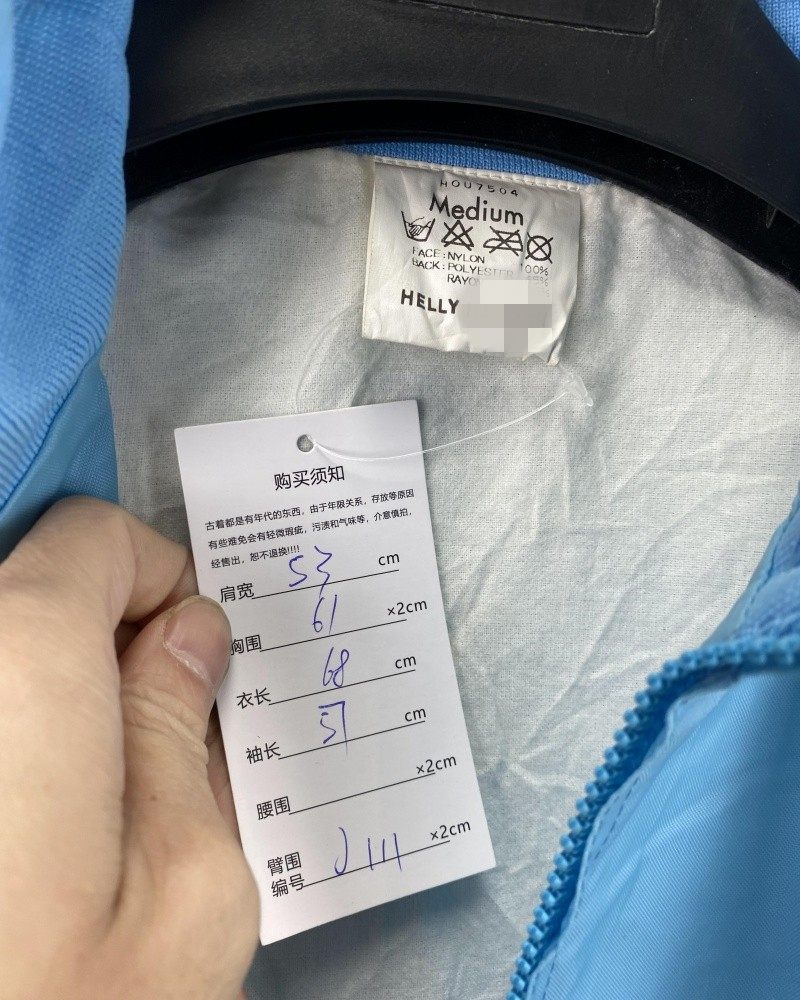 HOU7504
Medium
FACE:NYLON 100%
BACK:POLYESTER
HELLY
购买须知
古着都是有年代的东西，由于年限关系，存放等原因
有些难免会有轻微瑕疵，污渍和气味等，介意慎拍，
经售出，恕不退换!!!!
肩宽 53 cm
胸围 61 ×2cm
衣长 68 cm
袖长 57 cm
腰围 ×2cm
臂围 ×2cm
编号 J111